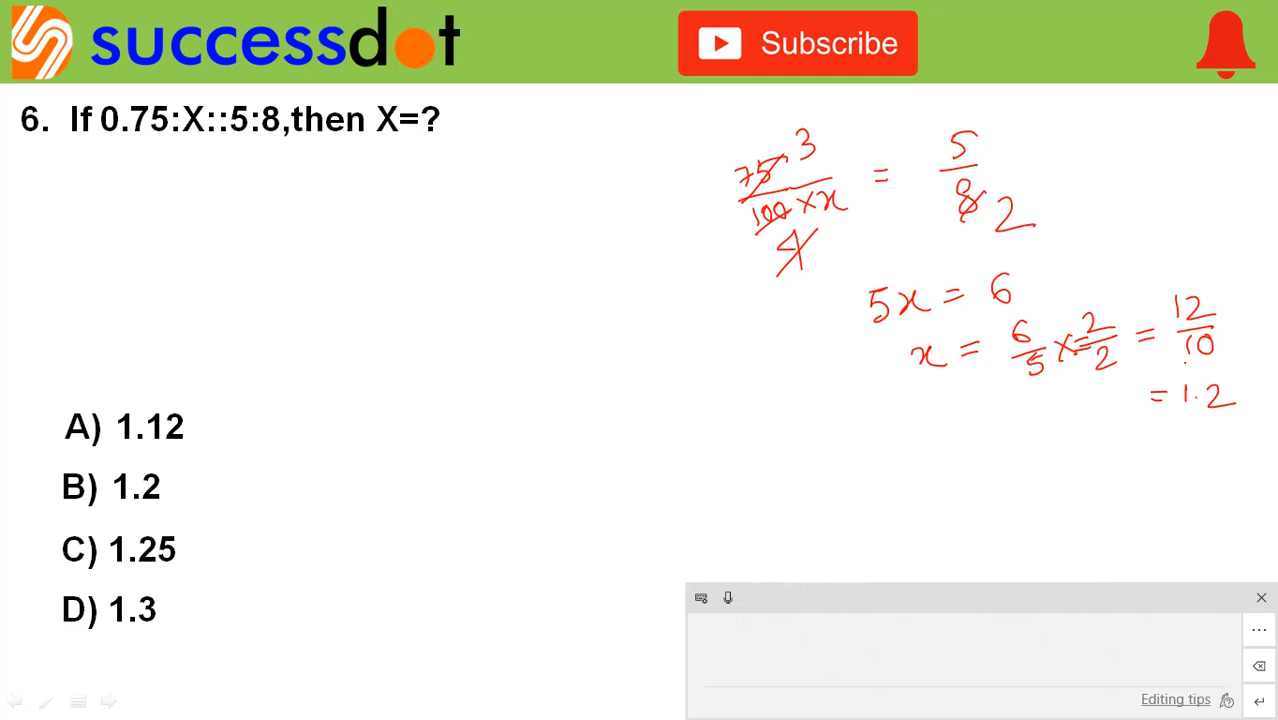 successdot
Subscribe
6. If 0.75:X::5:8,then X=?
75 3
100 × x
4
=
5
8 2
5x = 6
x = 6/5 × 2/2 = 12/10
= 1.2
A) 1.12
B) 1.2
C) 1.25
D) 1.3
Editing tips